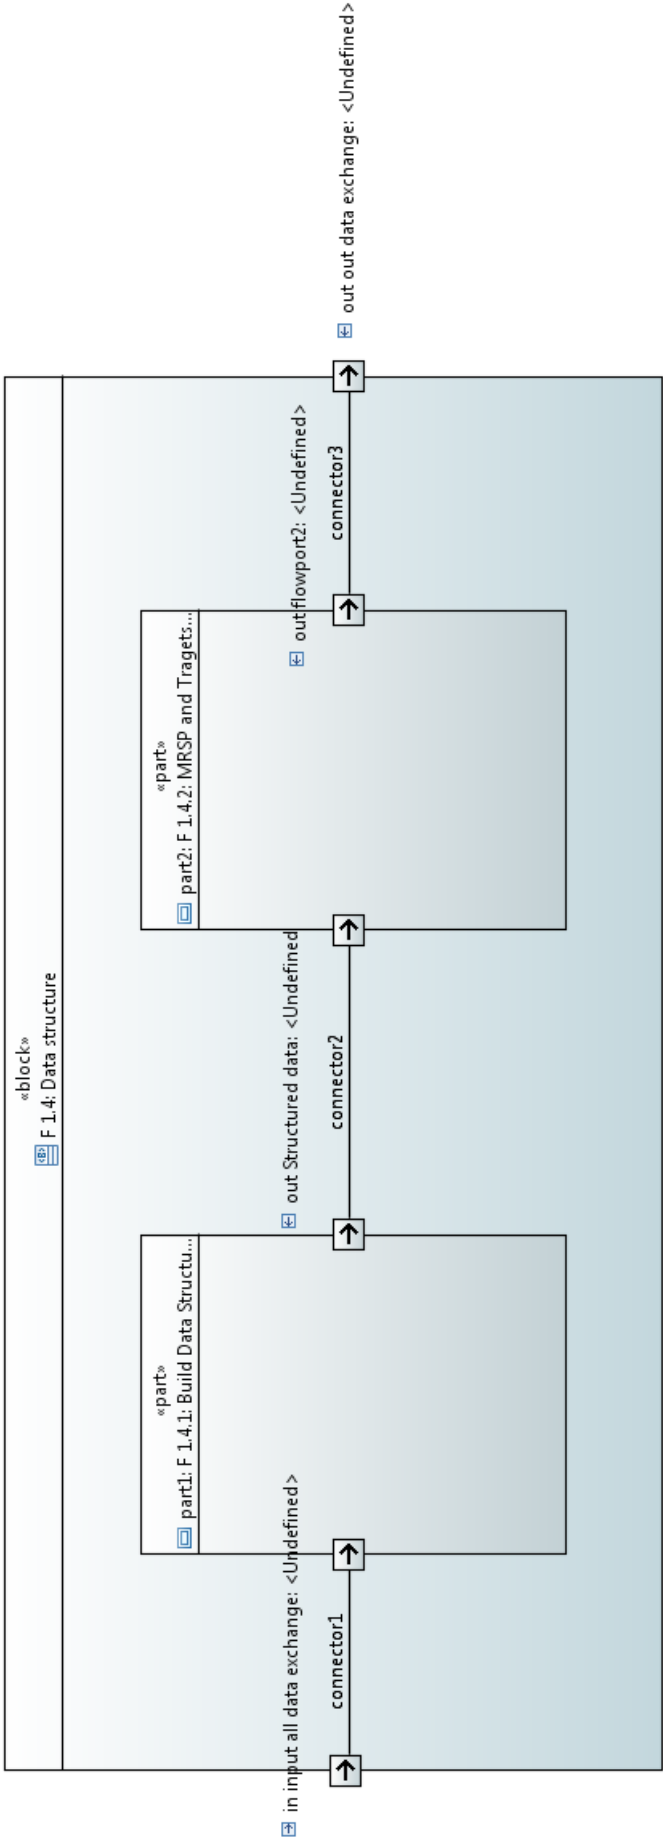 «block»
F 1.4: Data structure
«part»
part1: F 1.4.1: Build Data Structu...
«part»
part2: F 1.4.2: MRSP and Tragets...
in input all data exchange: <Undefined>
connector1
out Structured data: <Undefined
connector2
outflowport2: <Undefined>
connector3
out out data exchange: <Undefined>